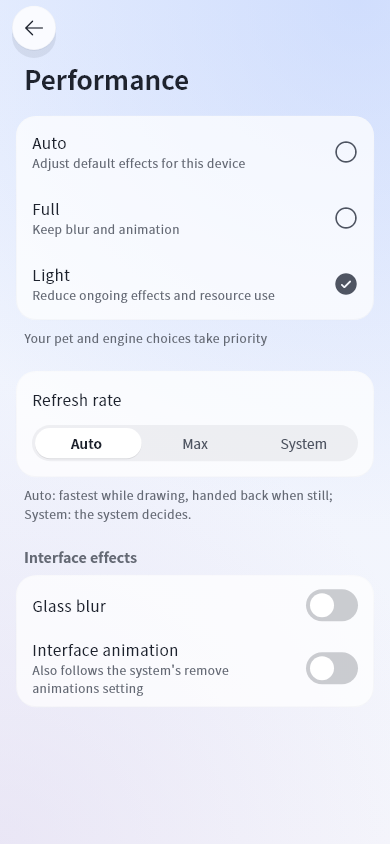 Performance
Auto
Adjust default effects for this device
Full
Keep blur and animation
Light
Reduce ongoing effects and resource use
Your pet and engine choices take priority
Refresh rate
Auto Max System
Auto: fastest while drawing, handed back when still;
System: the system decides.
Interface effects
Glass blur
Interface animation
Also follows the system's remove
animations setting